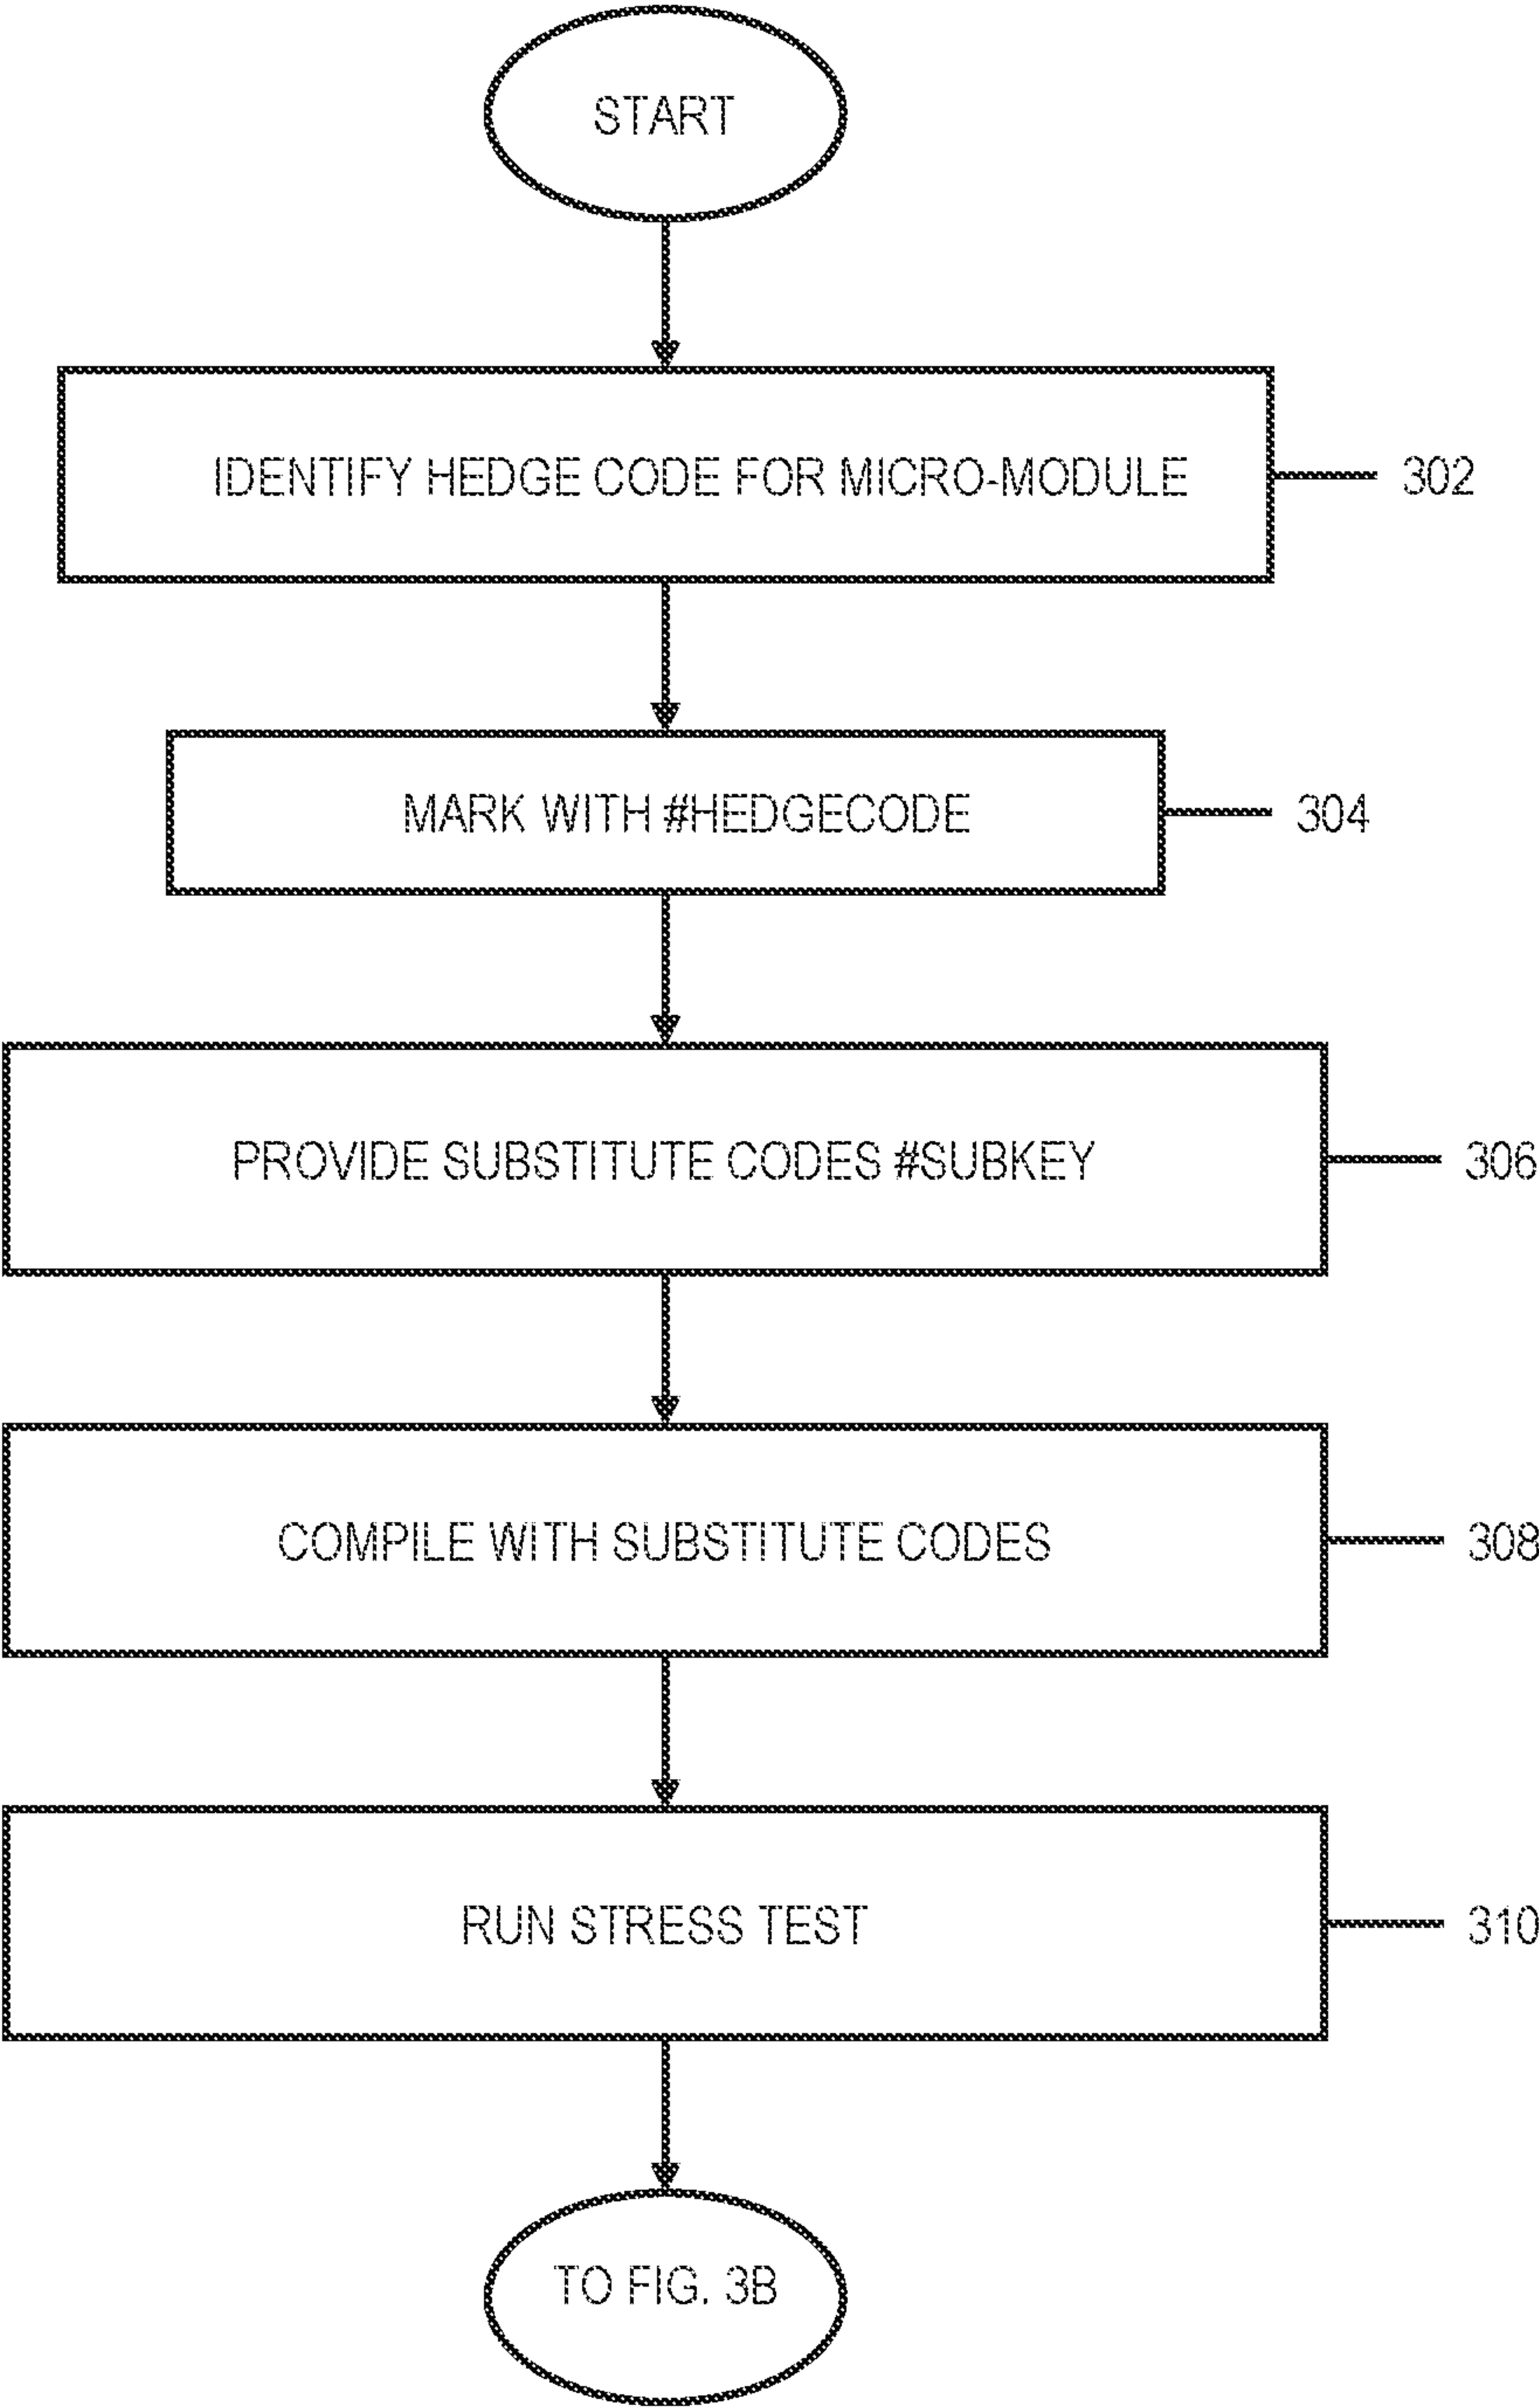 START
IDENTIFY HEDGE CODE FOR MICRO-MODULE
302
MARK WITH #HEDGECODE
304
PROVIDE SUBSTITUTE CODES #SUBKEY
306
COMPILE WITH SUBSTITUTE CODES
308
RUN STRESS TEST
310
TO FIG. 3B